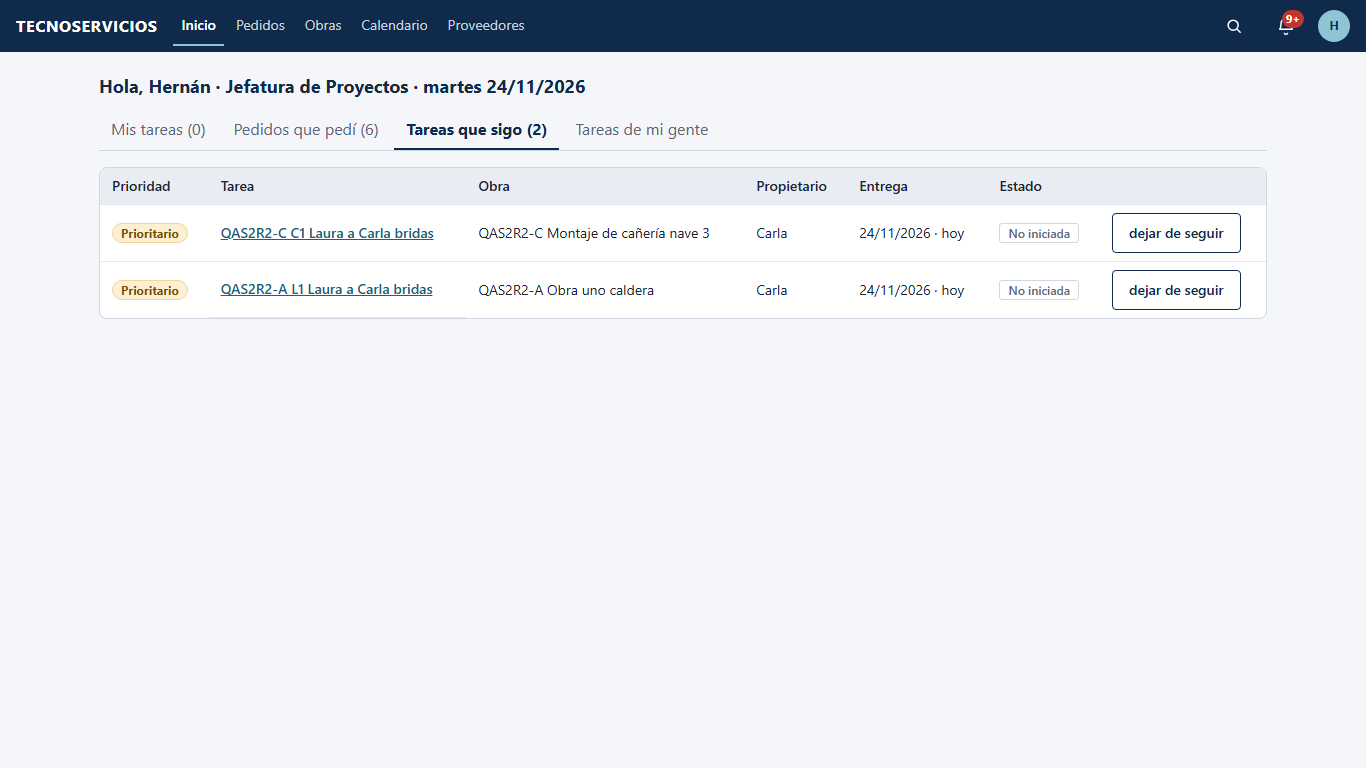 TECNOSERVICIOS Inicio Pedidos Obras Calendario Proveedores 9+ H
Hola, Hernán · Jefatura de Proyectos · martes 24/11/2026
Mis tareas (0) Pedidos que pedí (6) Tareas que sigo (2) Tareas de mi gente
Prioridad Tarea Obra Propietario Entrega Estado
Prioritario QAS2R2-C C1 Laura a Carla bridas QAS2R2-C Montaje de cañería nave 3 Carla 24/11/2026 · hoy No iniciada dejar de seguir
Prioritario QAS2R2-A L1 Laura a Carla bridas QAS2R2-A Obra uno caldera Carla 24/11/2026 · hoy No iniciada dejar de seguir